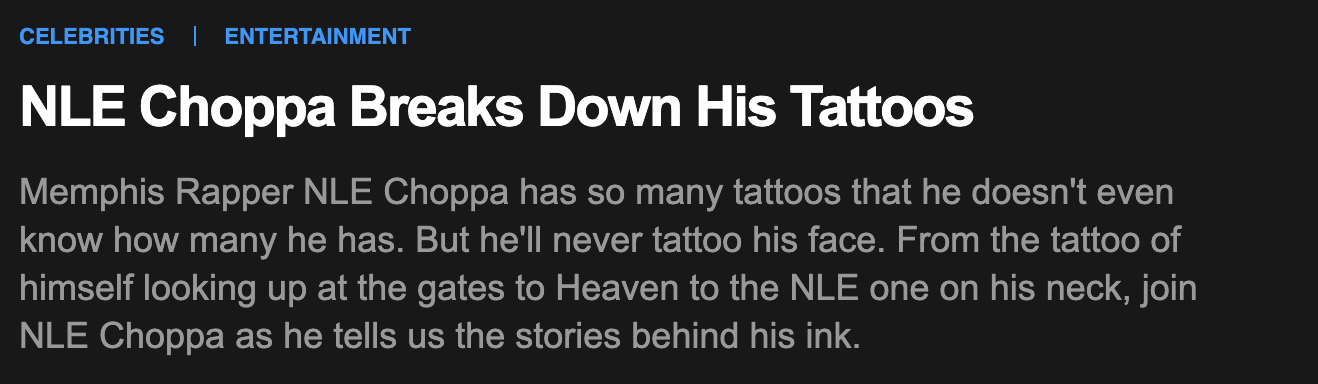 CELEBRITIES | ENTERTAINMENT
NLE Choppa Breaks Down His Tattoos
Memphis Rapper NLE Choppa has so many tattoos that he doesn't even
know how many he has. But he'll never tattoo his face. From the tattoo of
himself looking up at the gates to Heaven to the NLE one on his neck, join
NLE Choppa as he tells us the stories behind his ink.